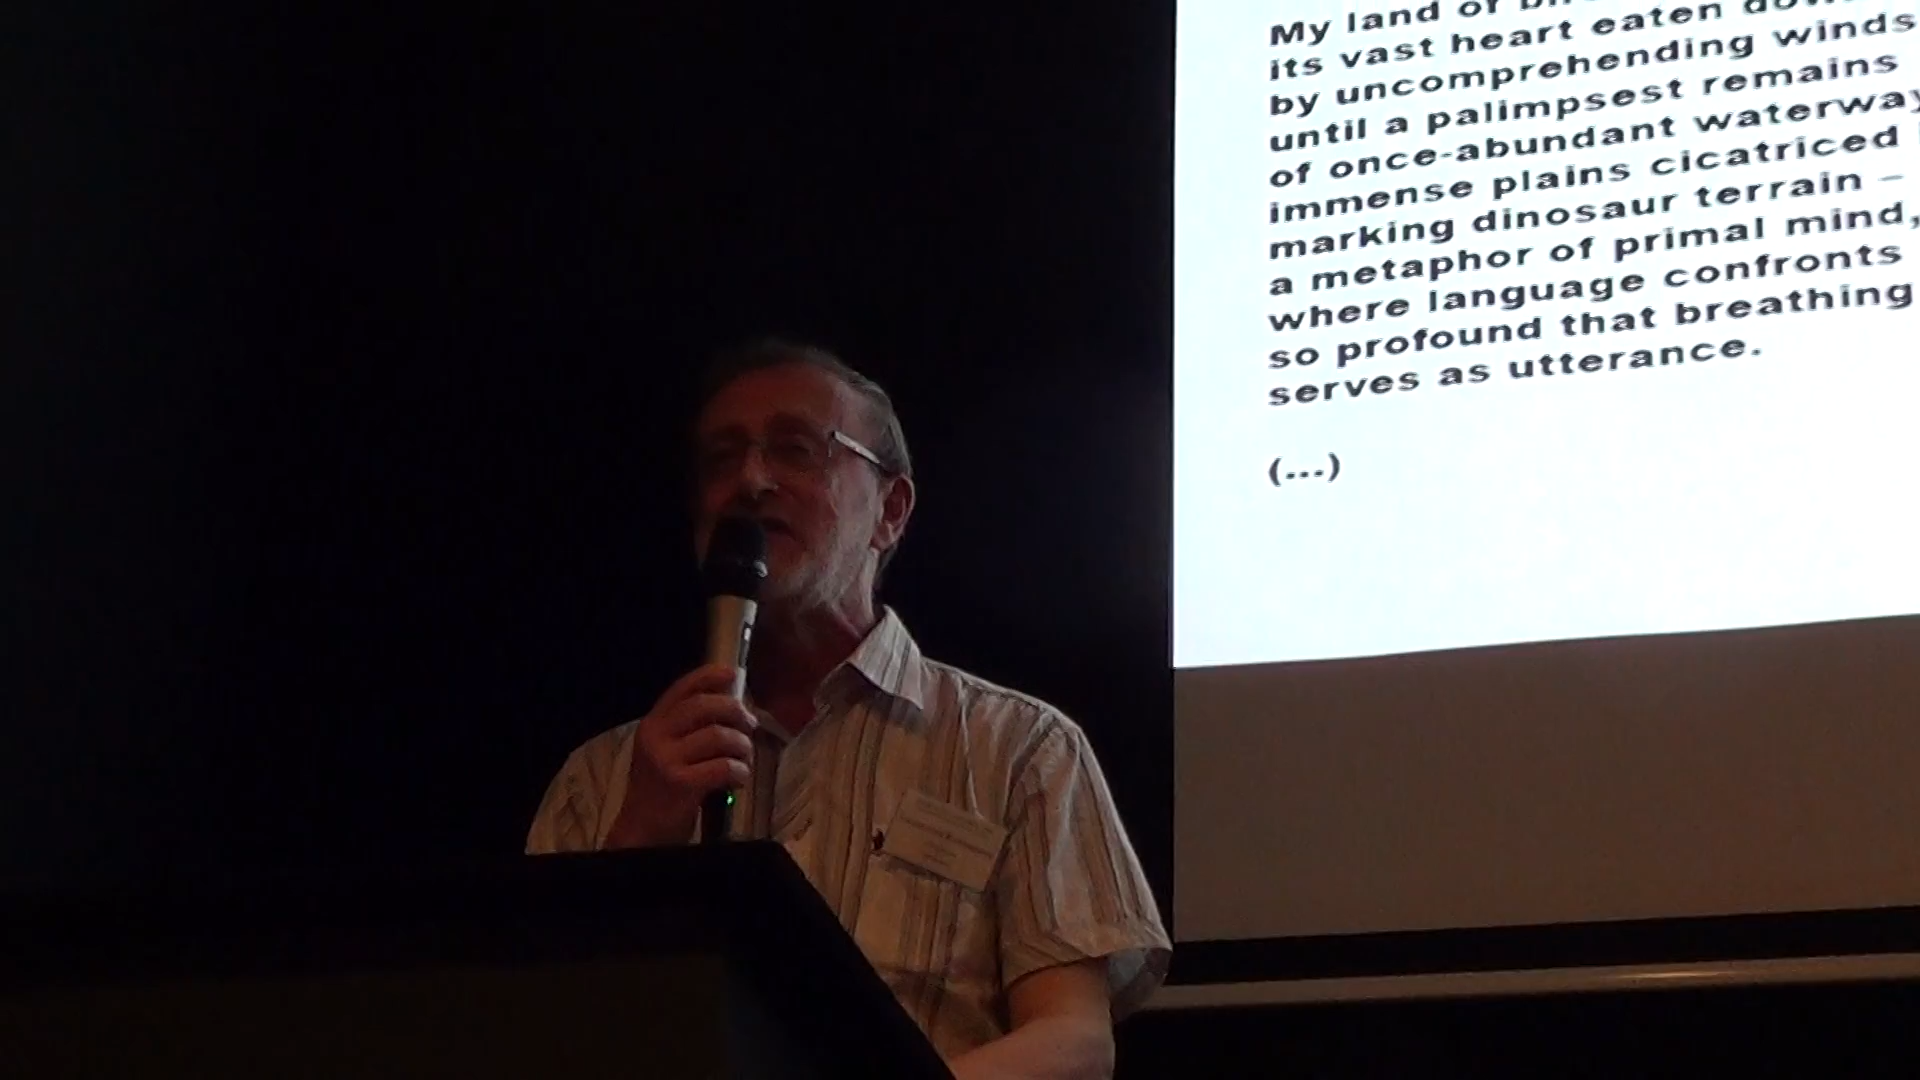 My land of
its vast heart eaten
by uncomprehending winds
until a palimpsest remains
of once-abundant
immense plains cicatriced
marking dinosaur terrain –
a metaphor of primal mind,
where language confronts
so profound that breathing
serves as utterance.
(...)